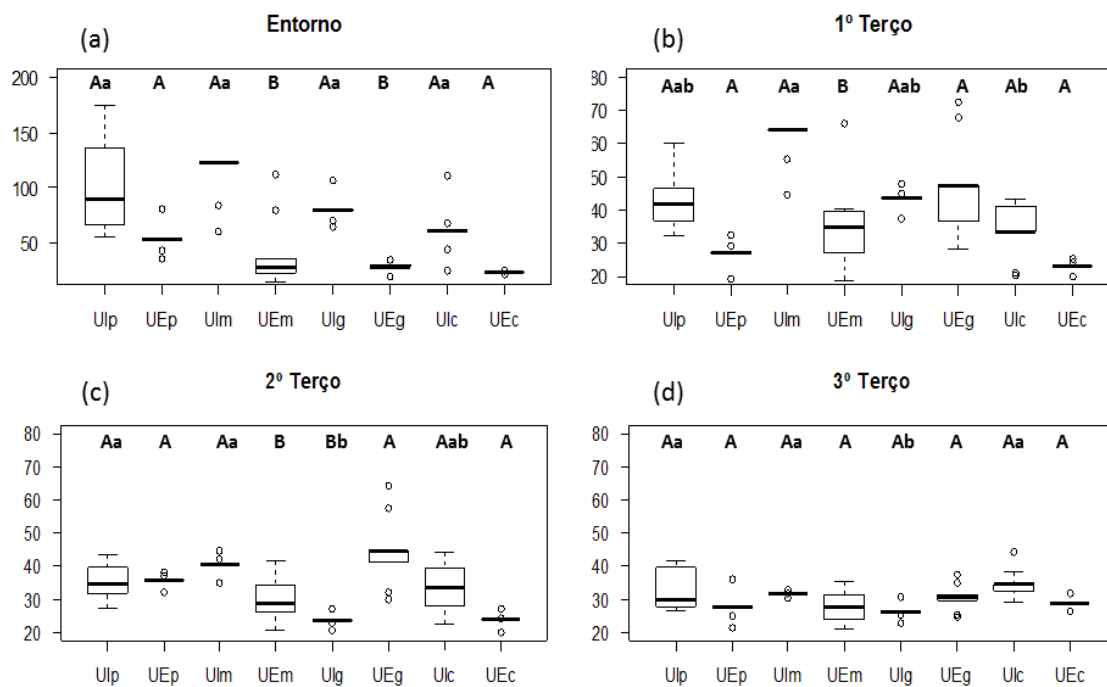 (a) Entorno
200
150
100
50
Aa A Aa B Aa B Aa A
UIp UEp UIm UEm UIg UEg UIc UEc
(b) 1º Terço
80
70
60
50
40
30
20
Aab A Aa B Aab A Ab A
UIp UEp UIm UEm UIg UEg UIc UEc
(c) 2º Terço
80
70
60
50
40
30
20
Aa A Aa B Bb A Aab A
UIp UEp UIm UEm UIg UEg UIc UEc
(d) 3º Terço
80
70
60
50
40
30
20
Aa A Aa A Ab A Aa A
UIp UEp UIm UEm UIg UEg UIc UEc